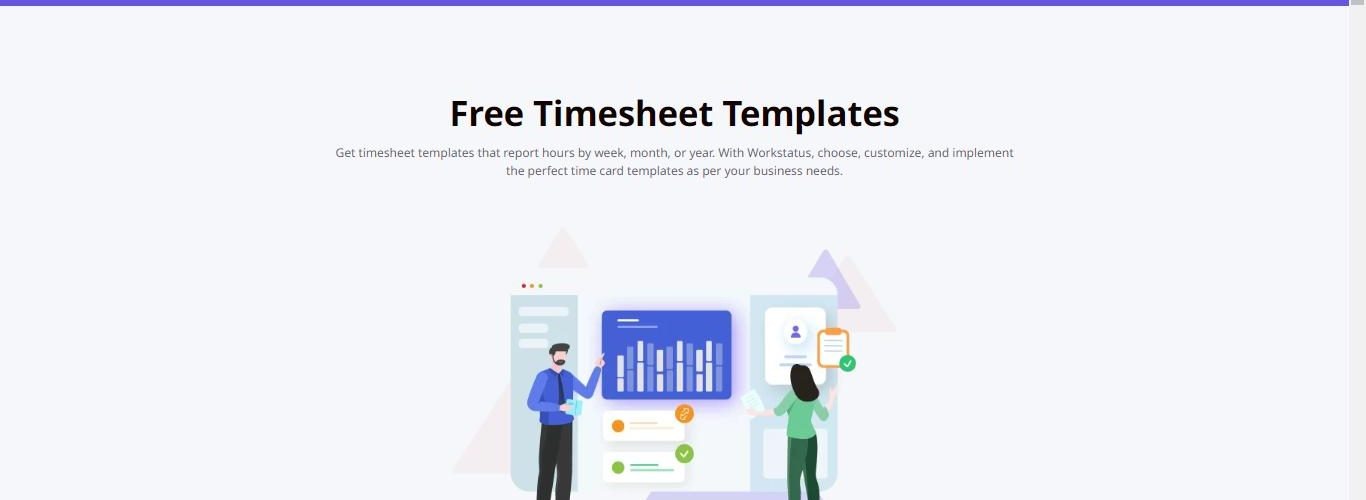 Free Timesheet Templates
Get timesheet templates that report hours by week, month, or year. With Workstatus, choose, customize, and implement
the perfect time card templates as per your business needs.